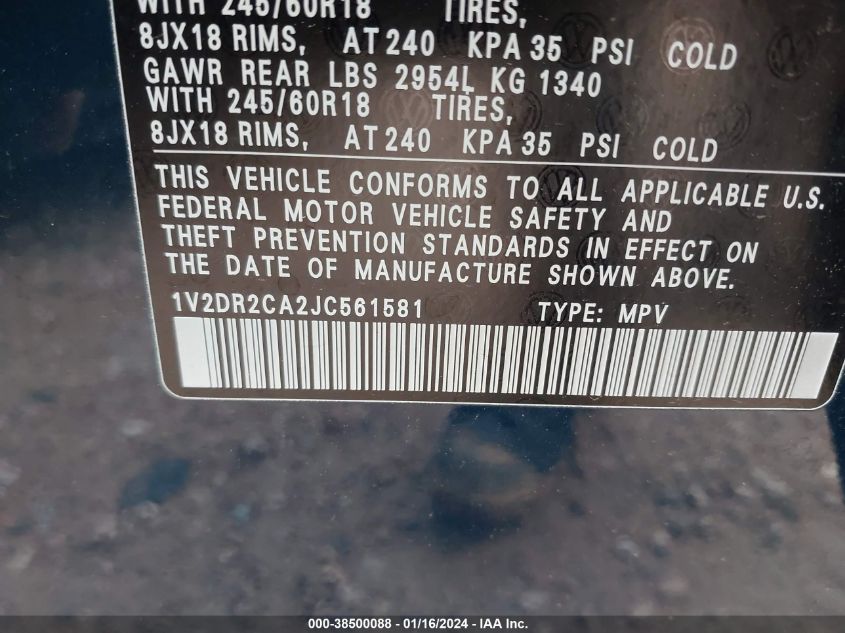 WITH 245/60R18 TIRES,
8JX18 RIMS, AT 240 KPA 35 PSI COLD
GAWR REAR LBS 2954L KG 1340
WITH 245/60R18 TIRES,
8JX18 RIMS, AT 240 KPA 35 PSI COLD
THIS VEHICLE CONFORMS TO ALL APPLICABLE U.S.
FEDERAL MOTOR VEHICLE SAFETY AND
THEFT PREVENTION STANDARDS IN EFFECT ON
THE DATE OF MANUFACTURE SHOWN ABOVE.
1V2DR2CA2JC561581 TYPE: MPV
000-38500088 - 01/16/2024 - IAA Inc.